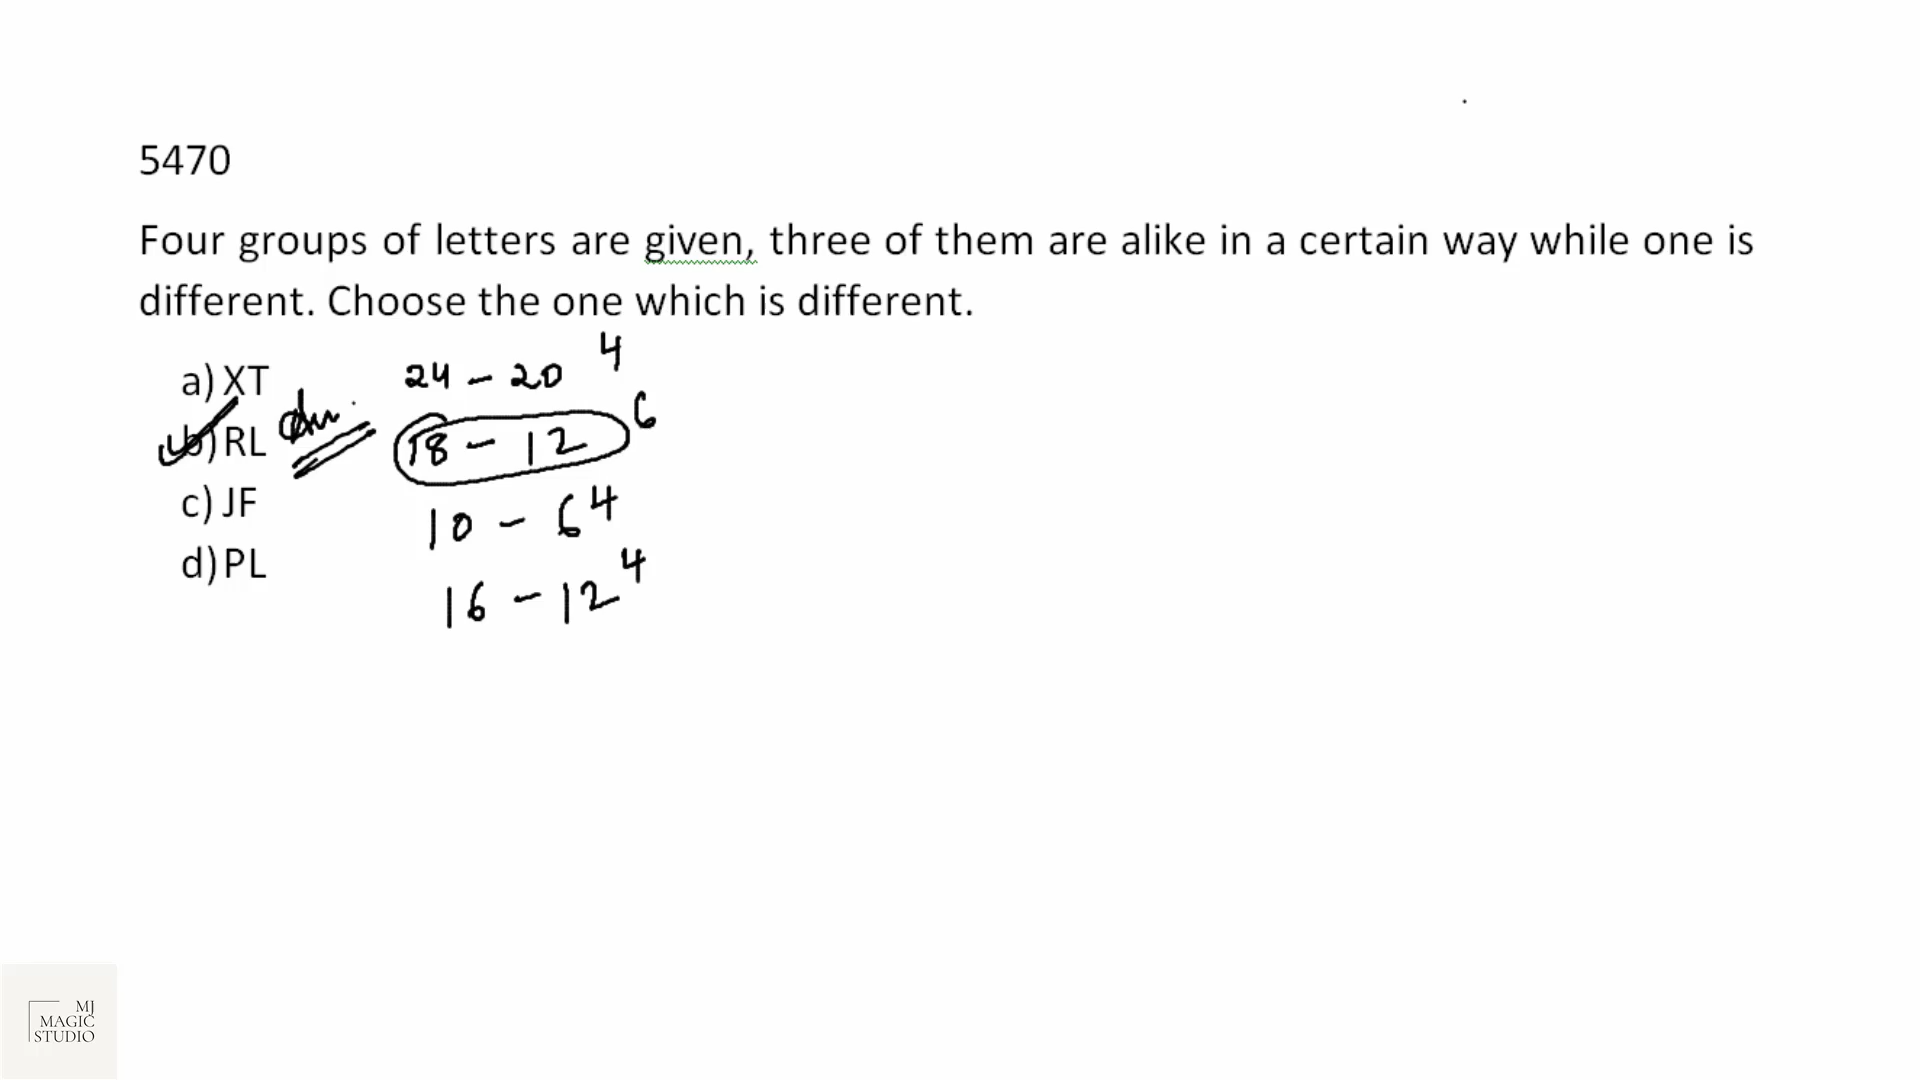 5470
Four groups of letters are given, three of them are alike in a certain way while one is
different. Choose the one which is different.
a) XT 24 - 20 4
b) RL Ans. 18 - 12 6
c) JF 10 - 6 4
d) PL 16 - 12 4
MJ
MAGIC
STUDIO